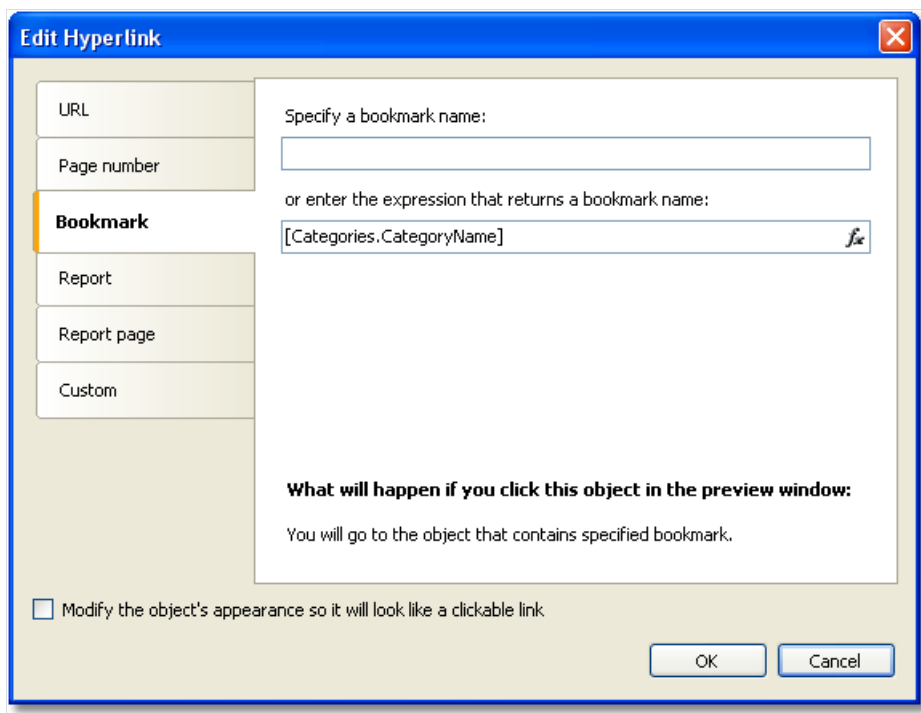 Edit Hyperlink
URL
Page number
Bookmark
Report
Report page
Custom
Specify a bookmark name:
or enter the expression that returns a bookmark name:
[Categories.CategoryName]
fx
What will happen if you click this object in the preview window:
You will go to the object that contains specified bookmark.
Modify the object's appearance so it will look like a clickable link
OK
Cancel